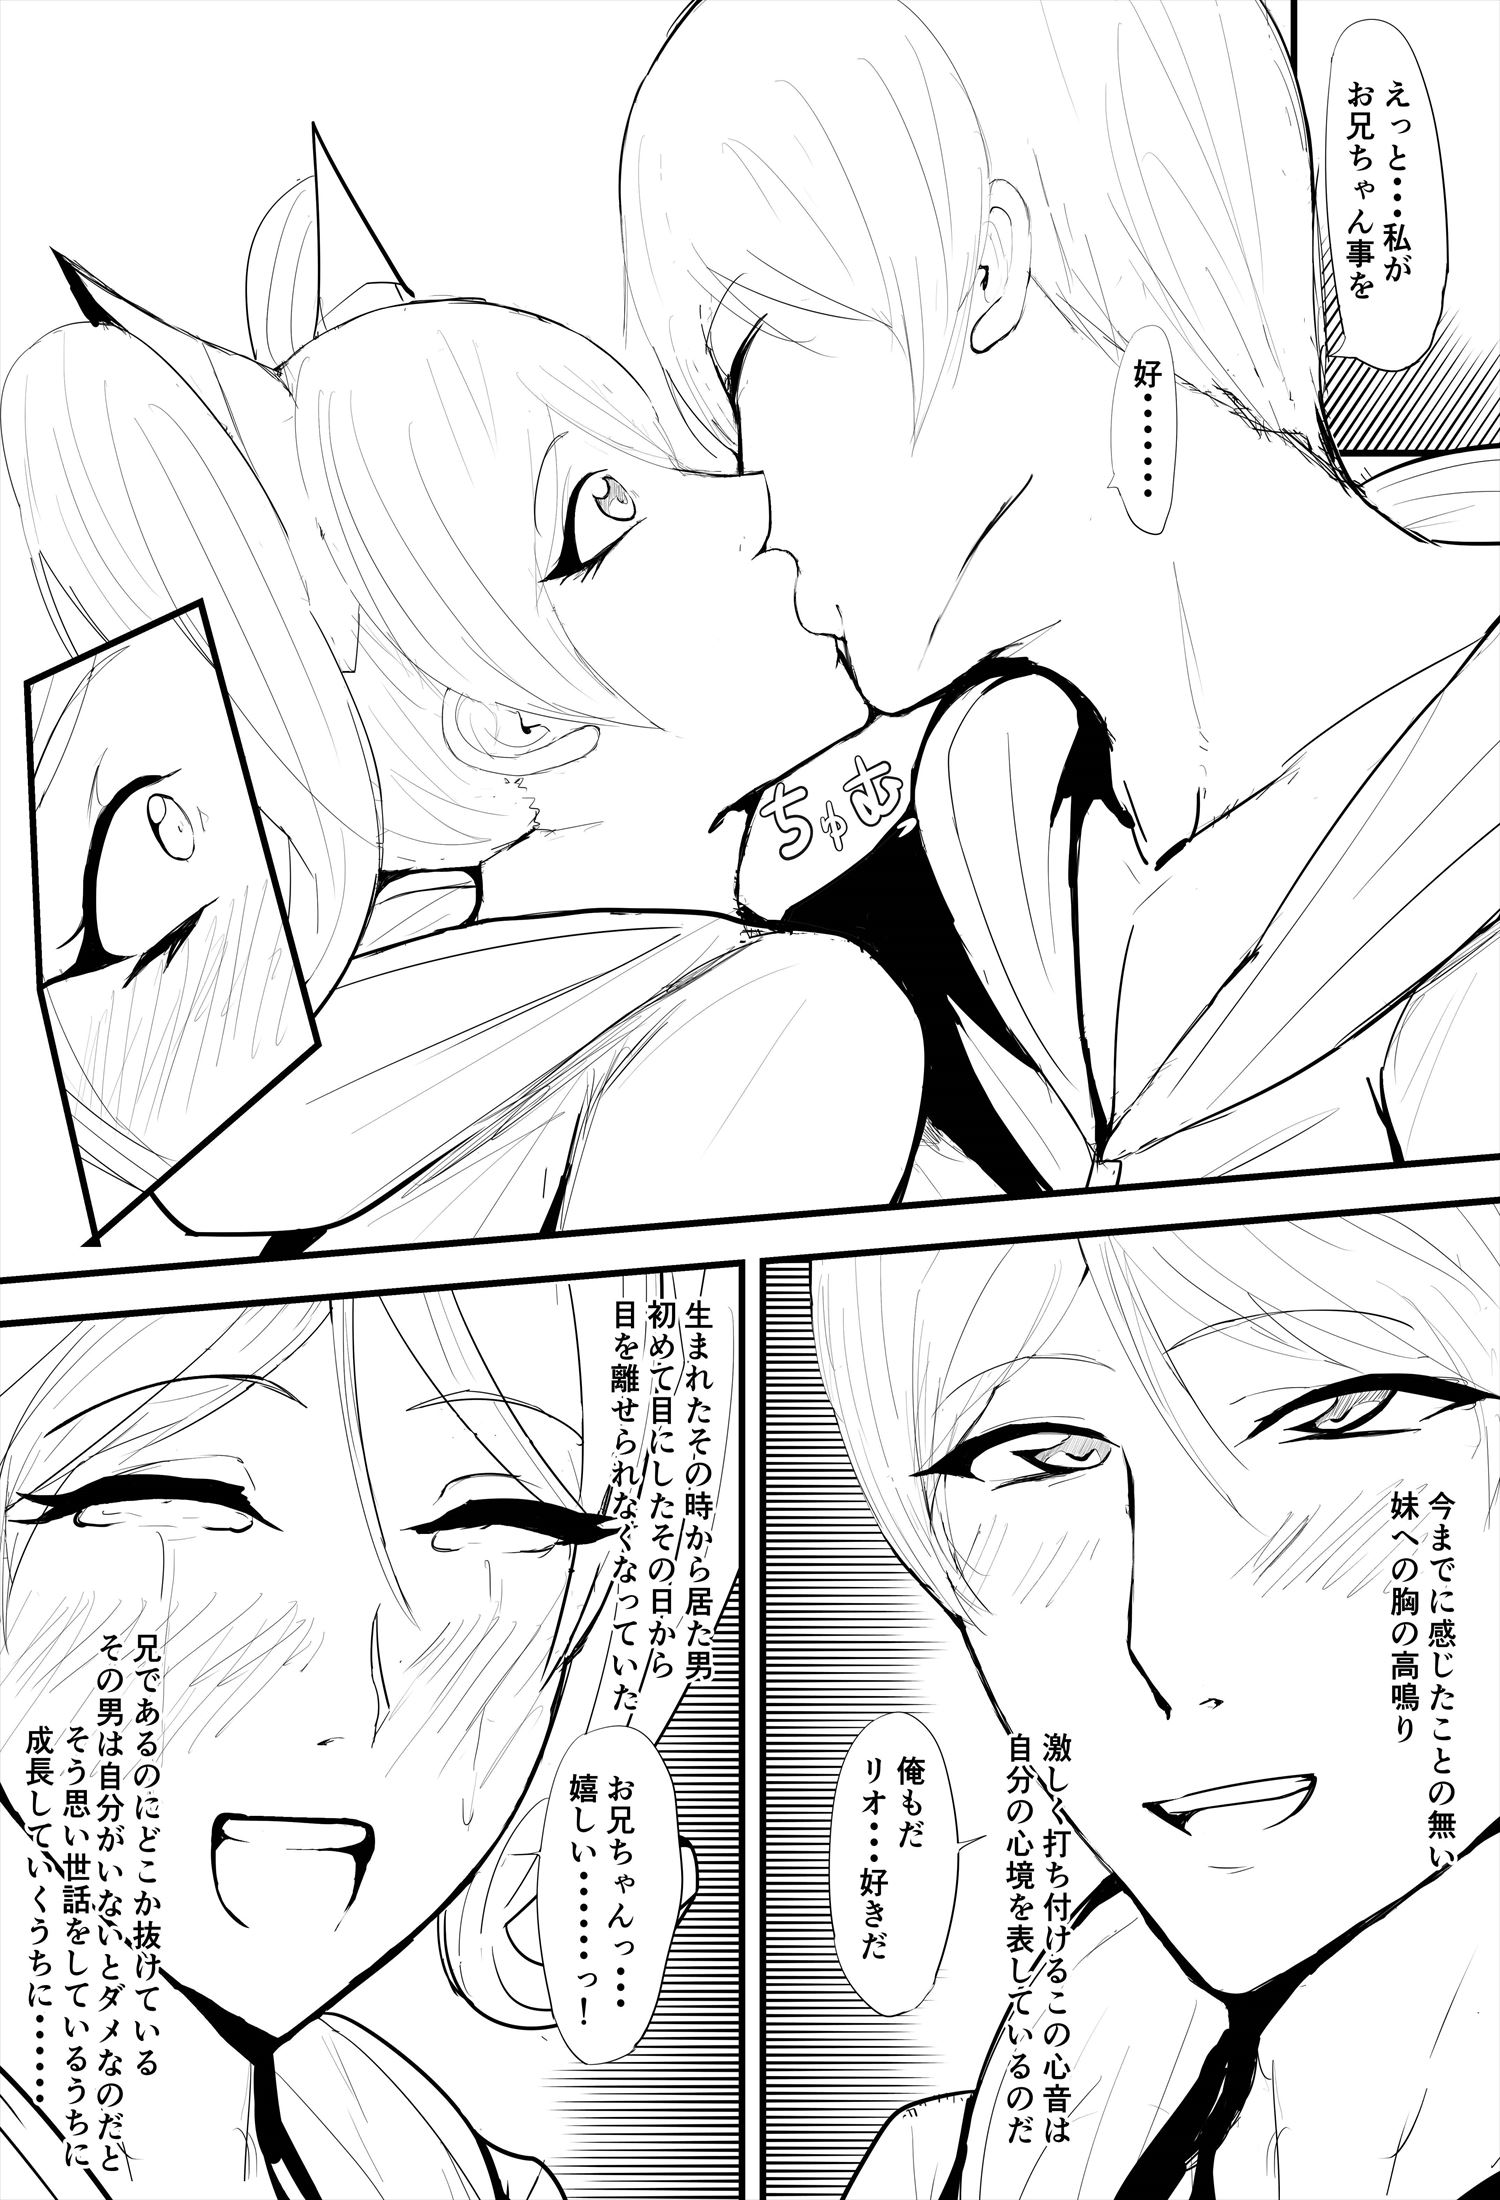 えっと・・・私が
お兄ちゃん事を
好・・・・・・・
ちゅむっ
今までに感じたことの無い
妹への胸の高鳴り
激しく打ち付けるこの心音は
自分の心境を表しているのだ
俺もだ
リオ・・・好きだ
生まれたその時から居た男
初めて目にしたその日から
目を離せられなくなっていた
お兄ちゃんっ・・・
嬉しい・・・・・・っ！
兄であるのにどこか抜けている
その男は自分がいないとダメなのだと
そう思い世話をしているうちに
成長していくうちに・・・・・・